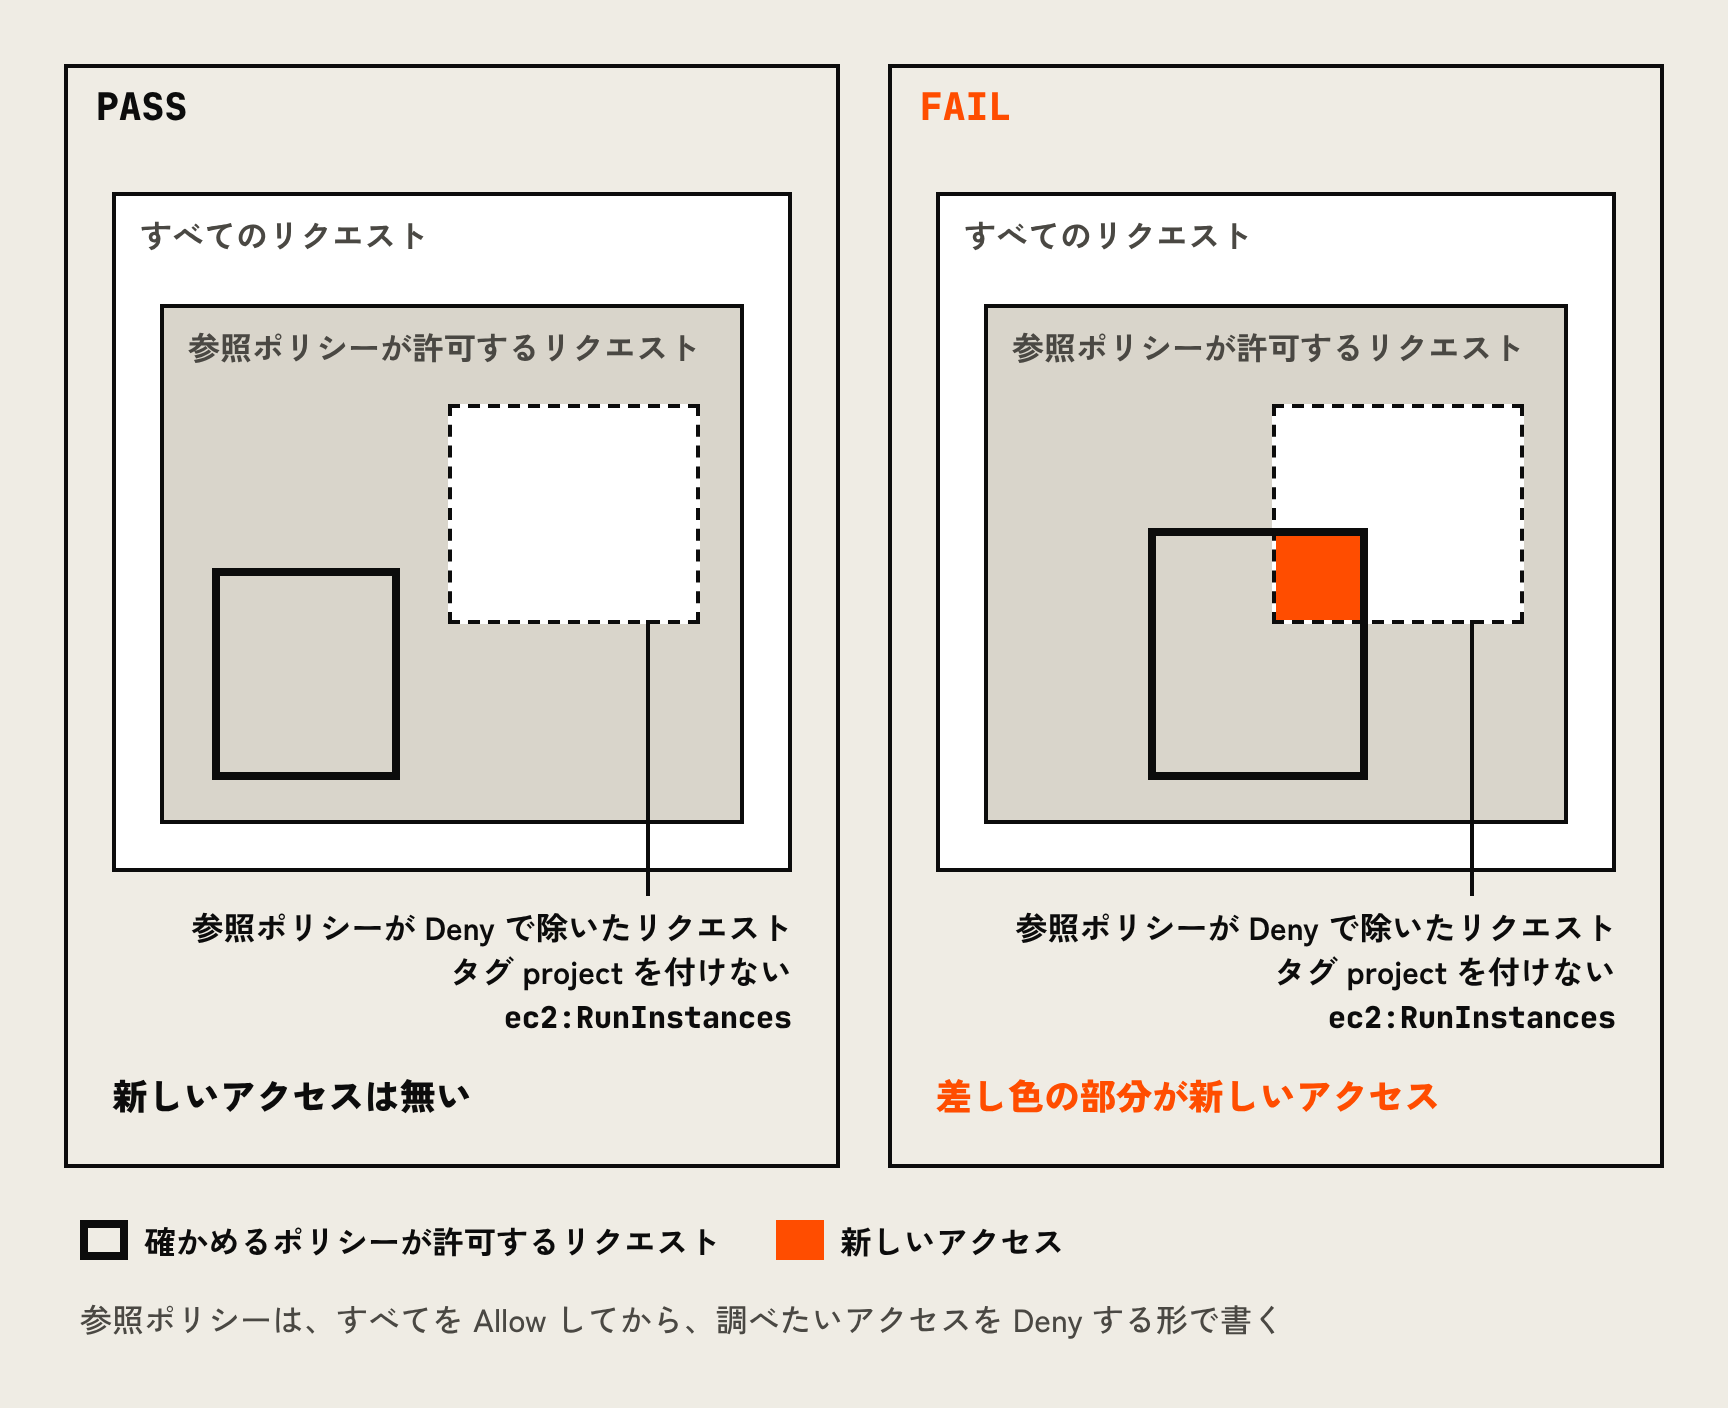 PASS
すべてのリクエスト
参照ポリシーが許可するリクエスト
参照ポリシーが Deny で除いたリクエスト
タグ project を付けない
ec2:RunInstances
新しいアクセスは無い
FAIL
すべてのリクエスト
参照ポリシーが許可するリクエスト
参照ポリシーが Deny で除いたリクエスト
タグ project を付けない
ec2:RunInstances
差し色の部分が新しいアクセス
確かめるポリシーが許可するリクエスト
新しいアクセス
参照ポリシーは、すべてを Allow してから、調べたいアクセスを Deny する形で書く